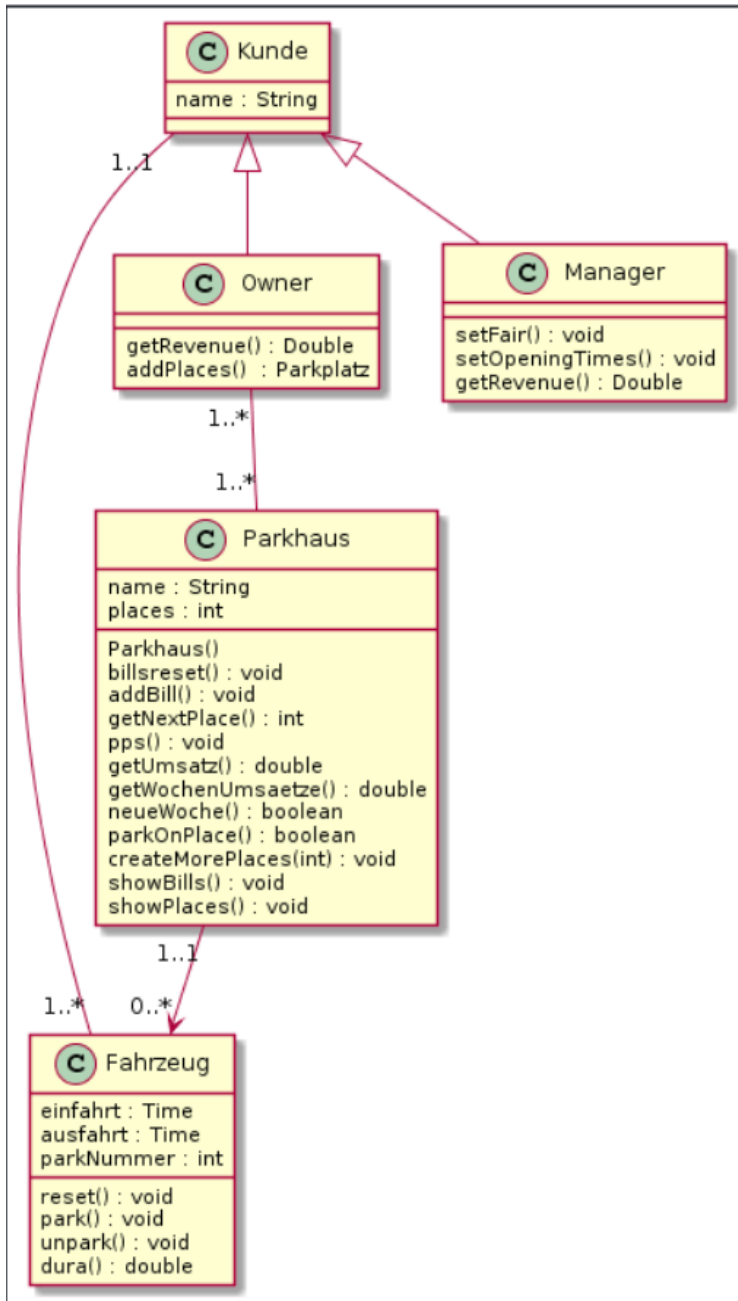 C Kunde
name : String
1..1
C Owner
getRevenue() : Double
addPlaces() : Parkplatz
C Manager
setFair() : void
setOpeningTimes() : void
getRevenue() : Double
1..*
1..*
C Parkhaus
name : String
places : int
Parkhaus()
billsreset() : void
addBill() : void
getNextPlace() : int
pps() : void
getUmsatz() : double
getWochenUmsaetze() : double
neueWoche() : boolean
parkOnPlace() : boolean
createMorePlaces(int) : void
showBills() : void
showPlaces() : void
1..1
1..*
0..*
C Fahrzeug
einfahrt : Time
ausfahrt : Time
parkNummer : int
reset() : void
park() : void
unpark() : void
dura() : double